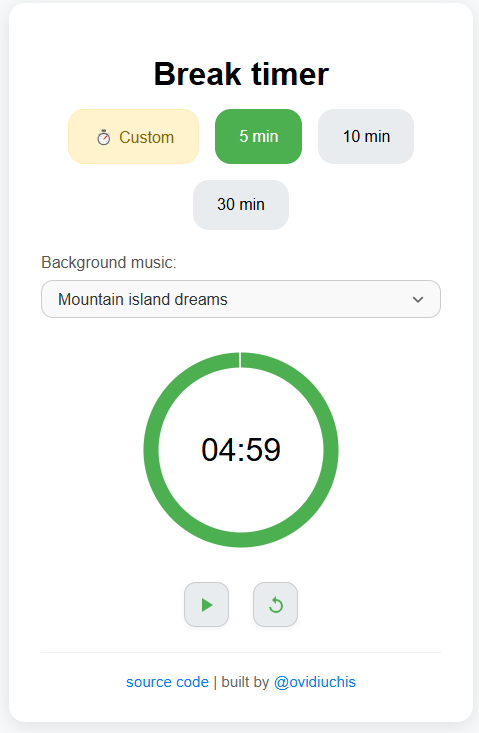 Break timer
Custom
5 min
10 min
30 min
Background music:
Mountain island dreams
04:59
source code | built by @ovidiuchis